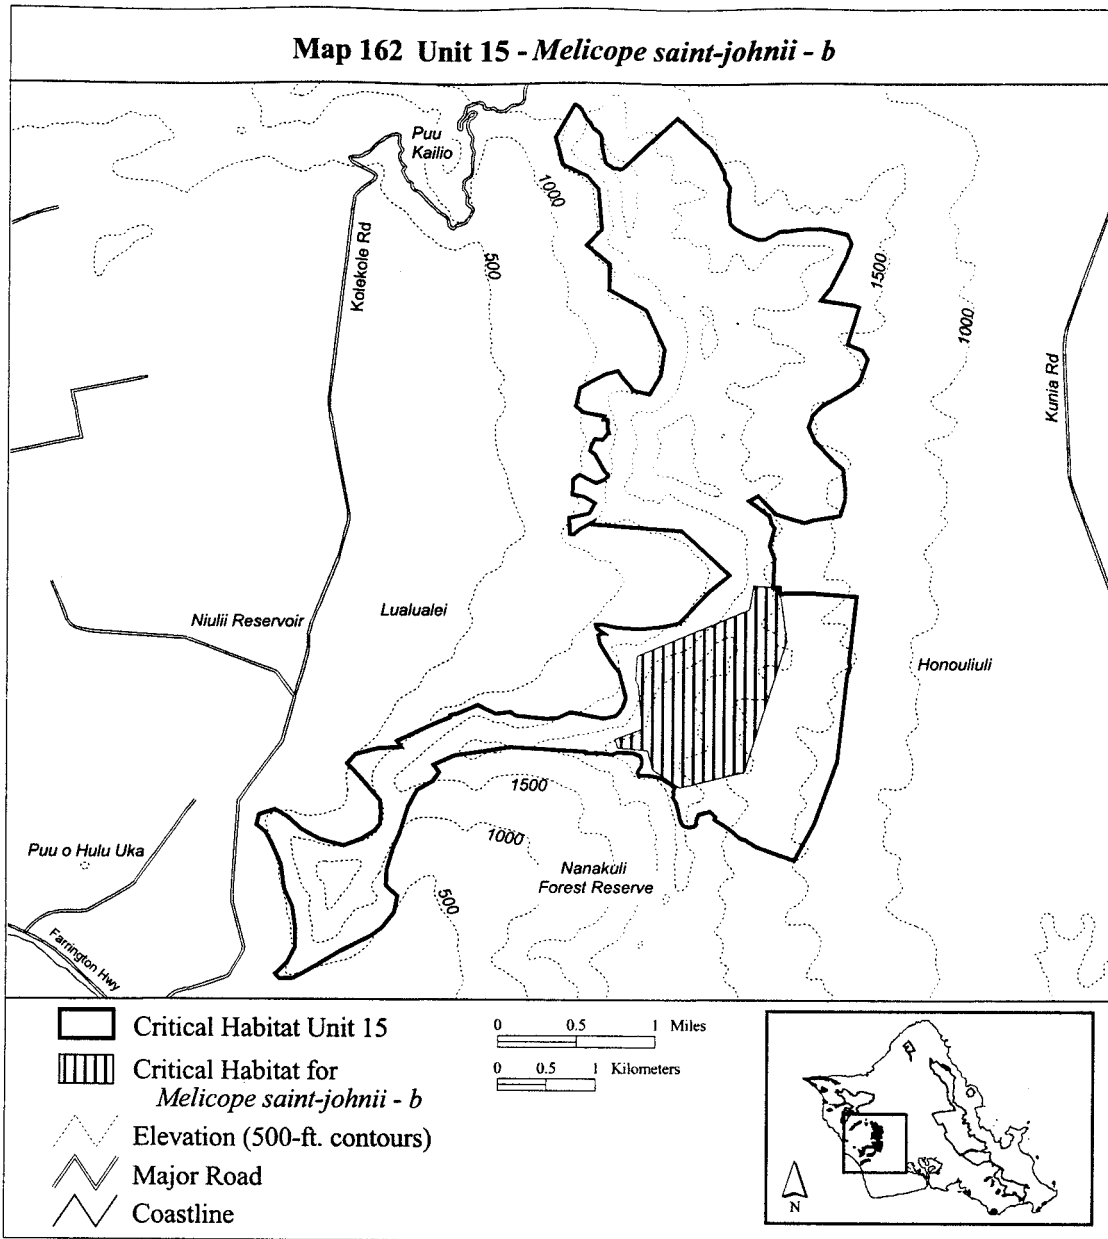 Map 162 Unit 15 - Melicope saint-johnii - b
Puu
Kailio
1000
500
Kolekole Rd
1500
1000
Kunia Rd
Niulii Reservoir
Lualualei
Honouliuli
1500
1000
Puu o Hulu Uka
Nanakuli
Forest Reserve
500
Farrington Hwy
Critical Habitat Unit 15
Critical Habitat for
Melicope saint-johnii - b
Elevation (500-ft. contours)
Major Road
Coastline
0 0.5 1 Miles
0 0.5 1 Kilometers
N